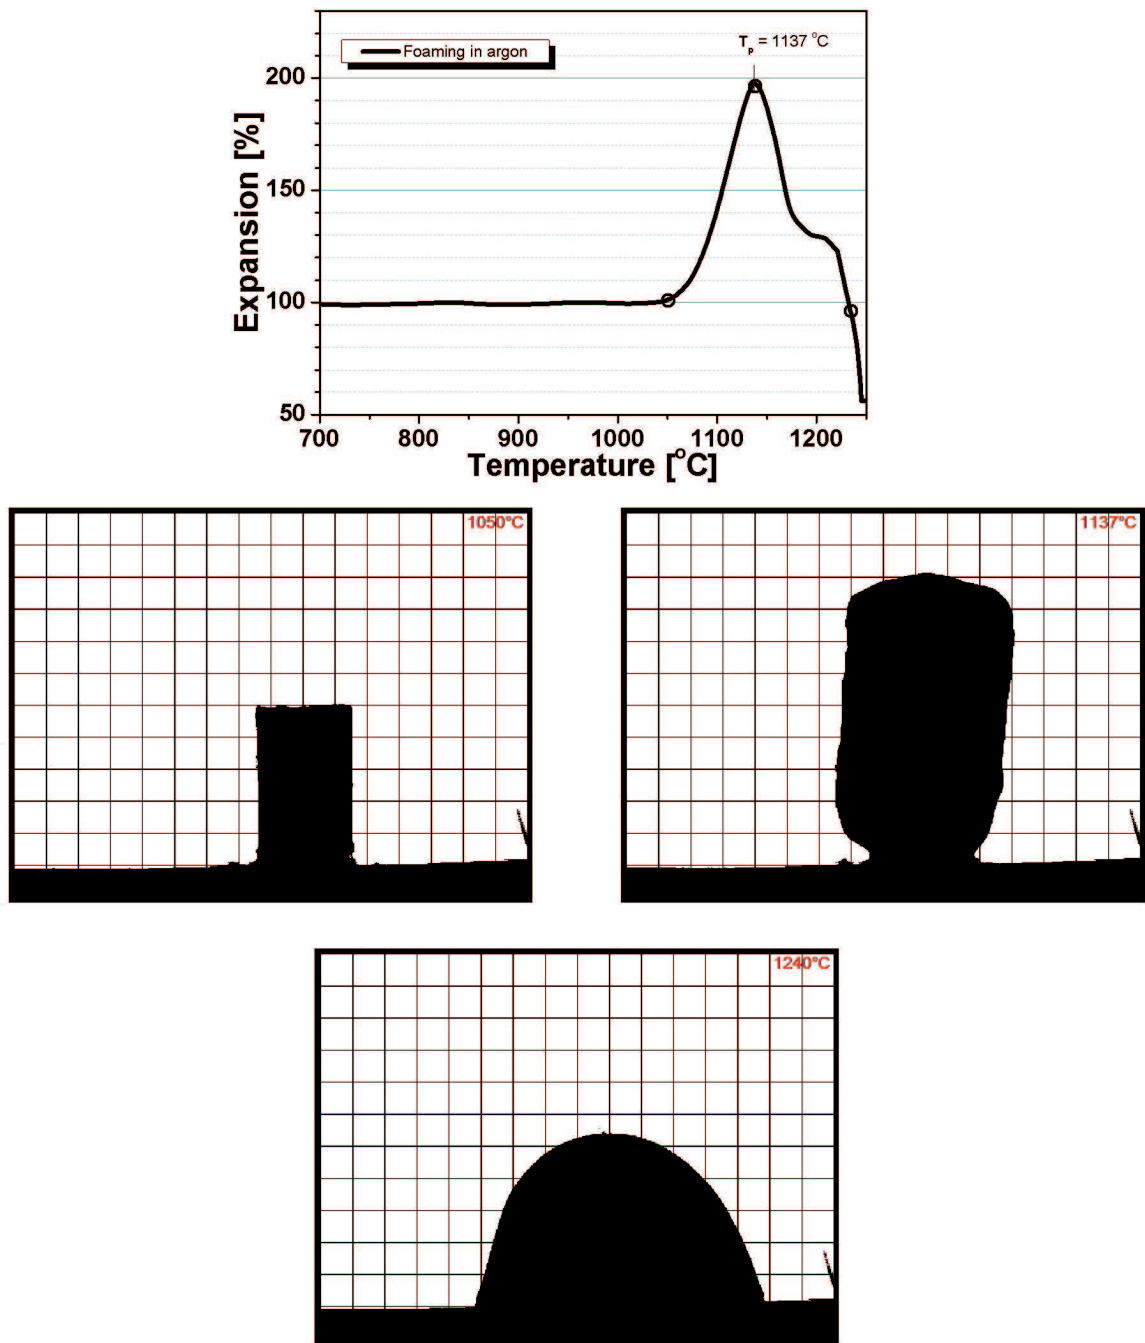 T_p = 1137 °C
Foaming in argon
200
150
100
50
Expansion [%]
700 800 900 1000 1100 1200
Temperature [°C]
1050°C
1137°C
1240°C